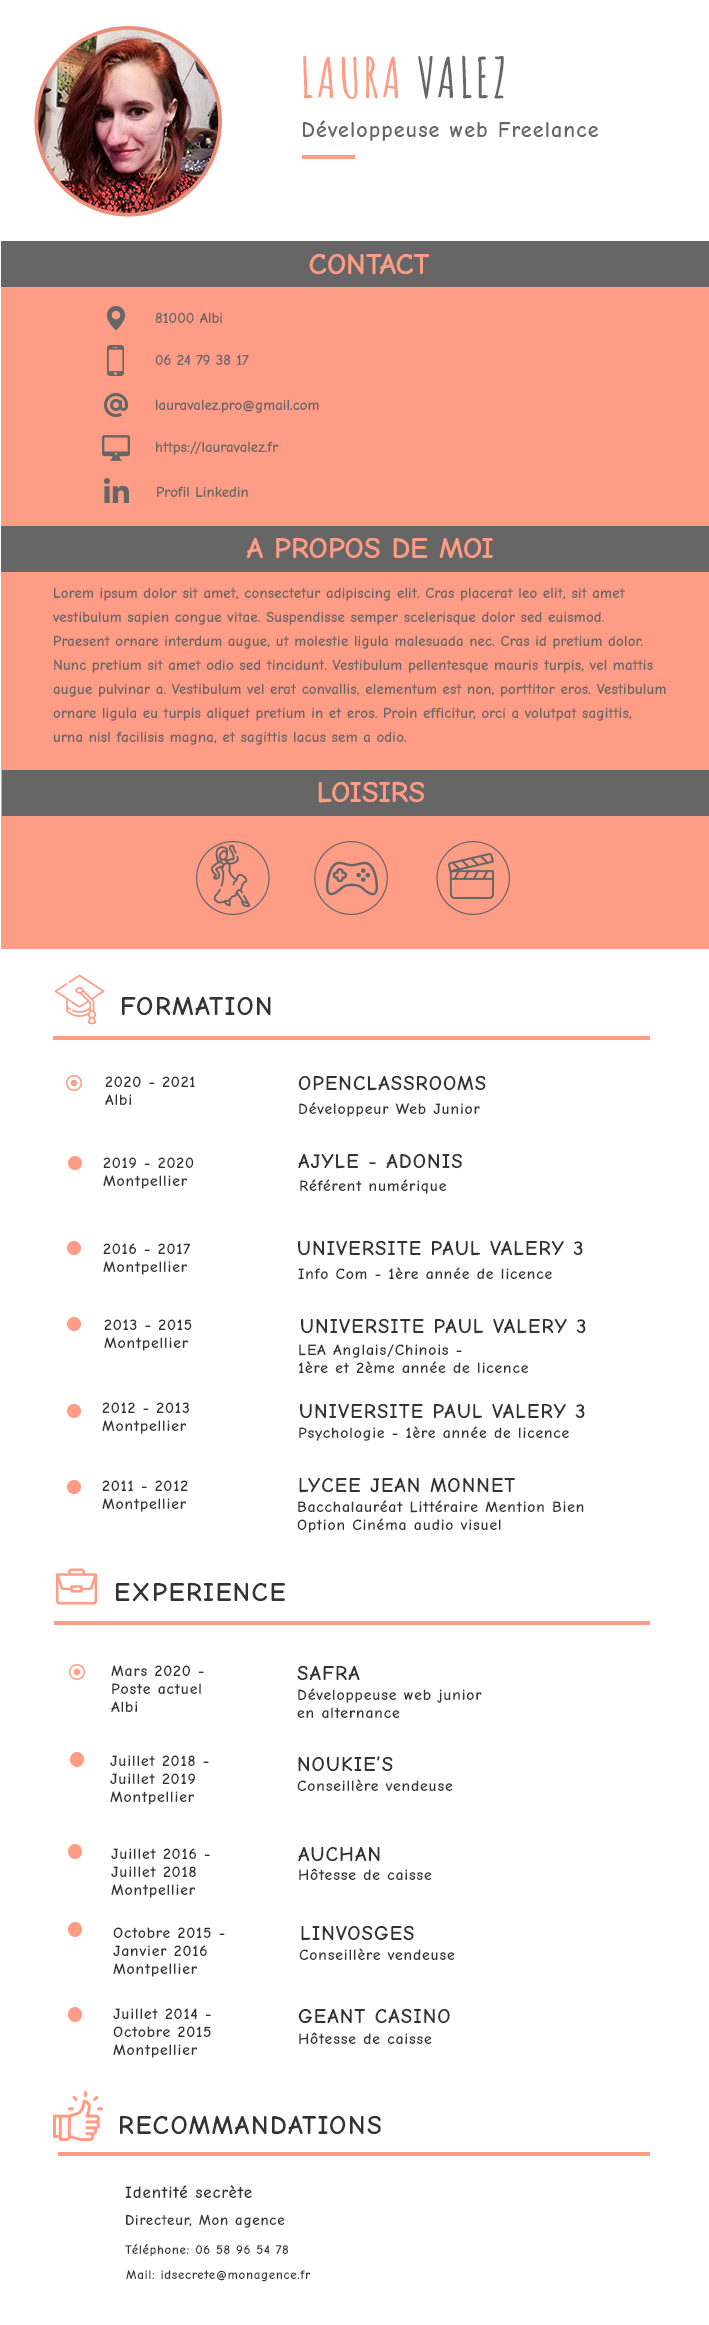 LAURA VALEZ
Développeuse web Freelance
CONTACT
81000 Albi
06 24 79 38 17
lauravalez.pro@gmail.com
https://lauravalez.fr
in Profil Linkedin
A PROPOS DE MOI
Lorem ipsum dolor sit amet, consectetur adipiscing elit. Cras placerat leo elit, sit amet
vestibulum sapien congue vitae. Suspendisse semper scelerisque dolor sed euismod.
Praesent ornare interdum augue, ut molestie ligula malesuada nec. Cras id pretium dolor.
Nunc pretium sit amet odio sed tincidunt. Vestibulum pellentesque mauris turpis, vel mattis
augue pulvinar a. Vestibulum vel erat convallis, elementum est non, porttitor eros. Vestibulum
ornare ligula eu turpis aliquet pretium in et eros. Proin efficitur, orci a volutpat sagittis,
urna nisl facilisis magna, et sagittis lacus sem a odio.
LOISIRS
FORMATION
2020 - 2021
Albi
OPENCLASSROOMS
Développeur Web Junior
2019 - 2020
Montpellier
AJYLE - ADONIS
Référent numérique
2016 - 2017
Montpellier
UNIVERSITE PAUL VALERY 3
Info Com - 1ère année de licence
2013 - 2015
Montpellier
UNIVERSITE PAUL VALERY 3
LEA Anglais/Chinois -
1ère et 2ème année de licence
2012 - 2013
Montpellier
UNIVERSITE PAUL VALERY 3
Psychologie - 1ère année de licence
2011 - 2012
Montpellier
LYCEE JEAN MONNET
Bacchalauréat Littéraire Mention Bien
Option Cinéma audio visuel
EXPERIENCE
Mars 2020 -
Poste actuel
Albi
SAFRA
Développeuse web junior
en alternance
Juillet 2018 -
Juillet 2019
Montpellier
NOUKIE'S
Conseillère vendeuse
Juillet 2016 -
Juillet 2018
Montpellier
AUCHAN
Hôtesse de caisse
Octobre 2015 -
Janvier 2016
Montpellier
LINVOSGES
Conseillère vendeuse
Juillet 2014 -
Octobre 2015
Montpellier
GEANT CASINO
Hôtesse de caisse
RECOMMANDATIONS
Identité secrète
Directeur, Mon agence
Téléphone: 06 58 96 54 78
Mail: idsecrete@monagence.fr